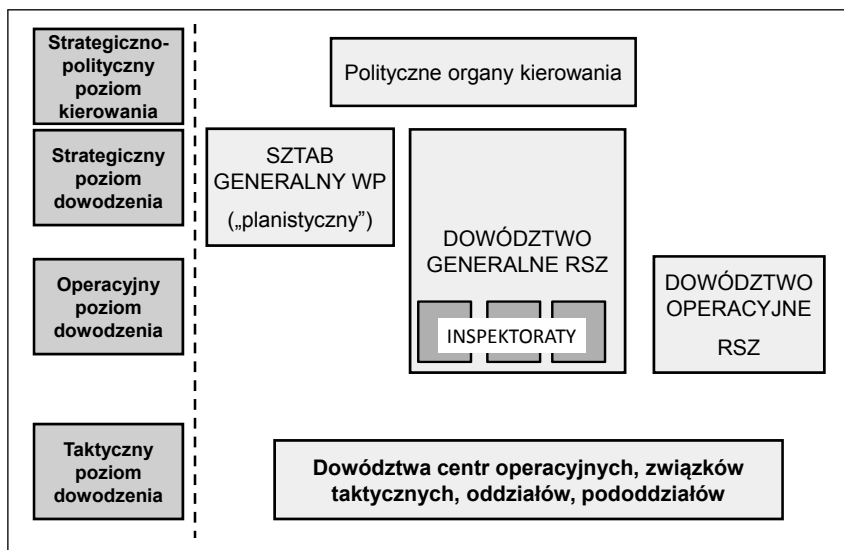 Strategiczno-
polityczny
poziom
kierowania
Polityczne organy kierowania
Strategiczny
poziom
dowodzenia
SZTAB
GENERALNY WP
(„planistyczny”)
DOWÓDZTWO
GENERALNE RSZ
INSPEKTORATY
Operacyjny
poziom
dowodzenia
DOWÓDZTWO
OPERACYJNE
RSZ
Taktyczny
poziom
dowodzenia
Dowództwa centr operacyjnych, związków
taktycznych, oddziałów, pododdziałów